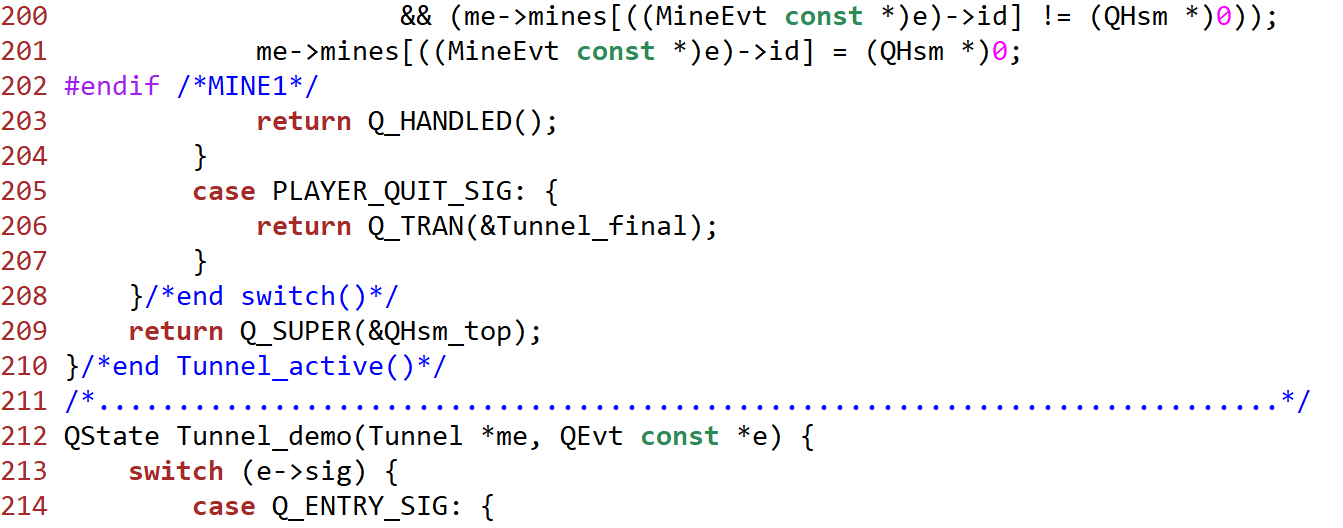 200                      && (me->mines[((MineEvt const *)e)->id] != (QHsm *)0));
201             me->mines[((MineEvt const *)e)->id] = (QHsm *)0;
202 #endif /*MINE1*/
203             return Q_HANDLED();
204         }
205         case PLAYER_QUIT_SIG: {
206             return Q_TRAN(&Tunnel_final);
207         }
208     }/*end switch()*/
209     return Q_SUPER(&QHsm_top);
210 }/*end Tunnel_active()*/
211 /*..........................................................................*/
212 QState Tunnel_demo(Tunnel *me, QEvt const *e) {
213     switch (e->sig) {
214         case Q_ENTRY_SIG: {